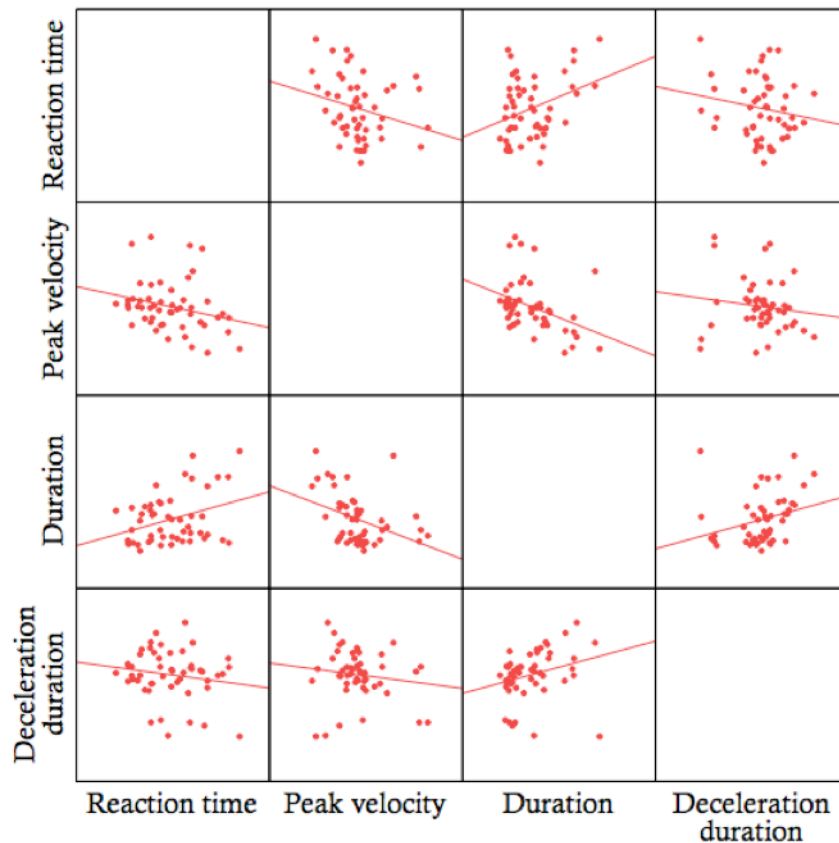 Reaction time
Peak velocity
Duration
Deceleration
duration
Reaction time
Peak velocity
Duration
Deceleration
duration